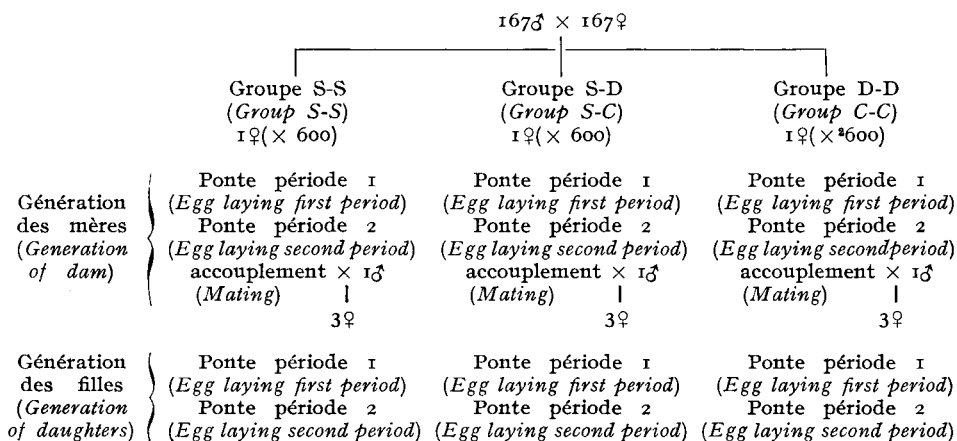 167♂ × 167♀
Groupe S-S Groupe S-D Groupe D-D
(Group S-S) (Group S-C) (Group C-C)
1♀(× 600) 1♀(× 600) 1♀(×²600)
Ponte période 1 Ponte période 1 Ponte période 1
Génération (Egg laying first period) (Egg laying first period) (Egg laying first period)
des mères Ponte période 2 Ponte période 2 Ponte période 2
(Generation (Egg laying second period) (Egg laying second period) (Egg laying secondperiod)
of dam) accouplement × 1♂ accouplement × 1♂ accouplement × 1♂
(Mating) (Mating) (Mating)
3♀ 3♀ 3♀
Génération Ponte période 1 Ponte période 1 Ponte période 1
des filles (Egg laying first period) (Egg laying first period) (Egg laying first period)
(Generation Ponte période 2 Ponte période 2 Ponte période 2
of daughters) (Egg laying second period) (Egg laying second period) (Egg laying second period)